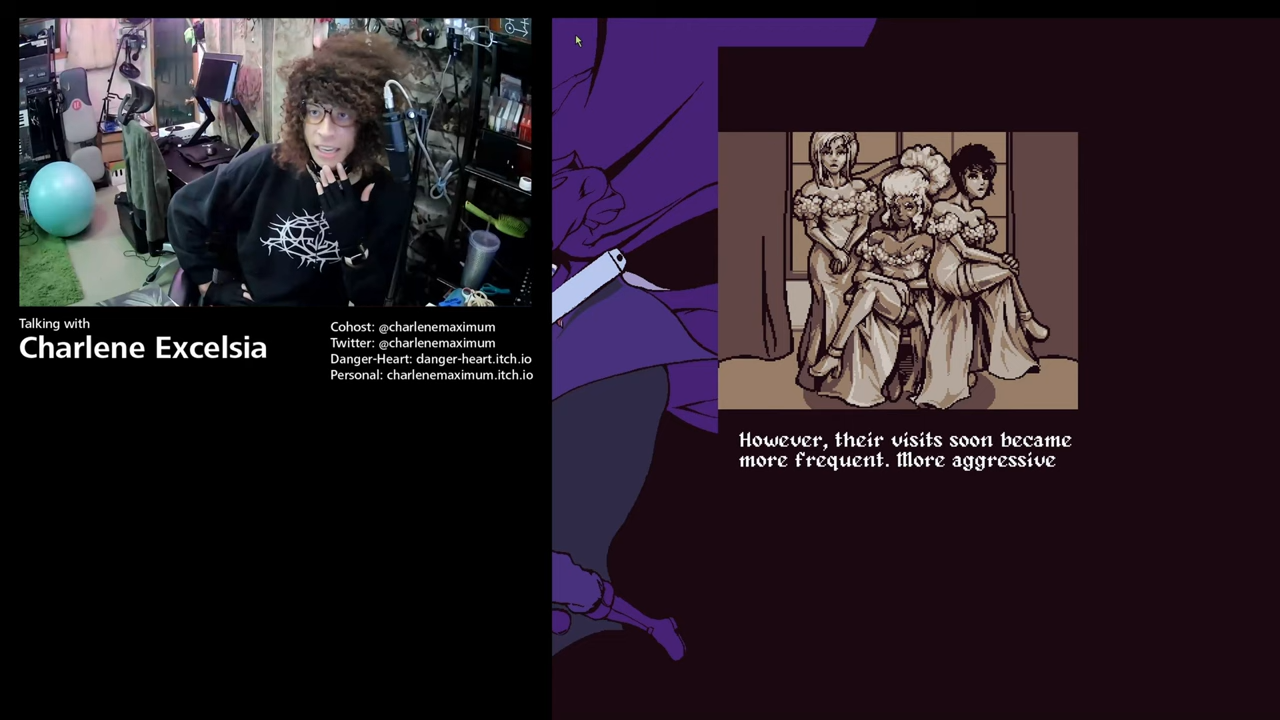 Talking with
Charlene Excelsia
Cohost: @charlenemaximum
Twitter: @charlenemaximum
Danger-Heart: danger-heart.itch.io
Personal: charlenemaximum.itch.io
However, their visits soon became
more frequent. More aggressive